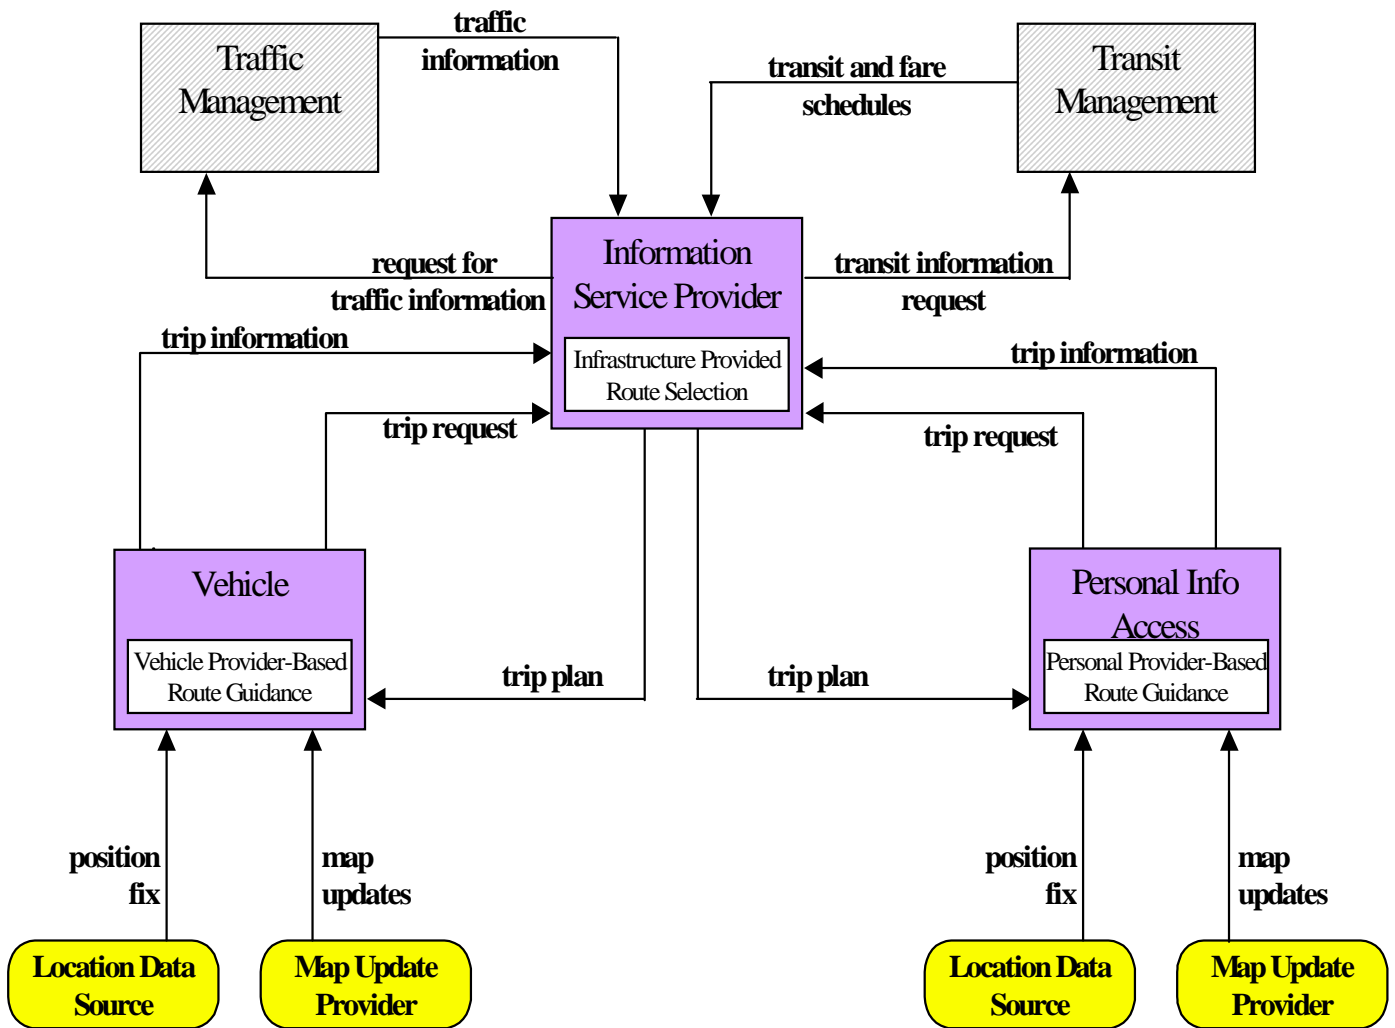 traffic
information
Traffic
Management
transit and fare
schedules
Transit
Management
request for
traffic information
Information
Service Provider
transit information
request
trip information
Infrastructure Provided
Route Selection
trip information
trip request
trip request
Vehicle
Vehicle Provider-Based
Route Guidance
trip plan
trip plan
Personal Info
Access
Personal Provider-Based
Route Guidance
position
fix
map
updates
position
fix
map
updates
Location Data
Source
Map Update
Provider
Location Data
Source
Map Update
Provider